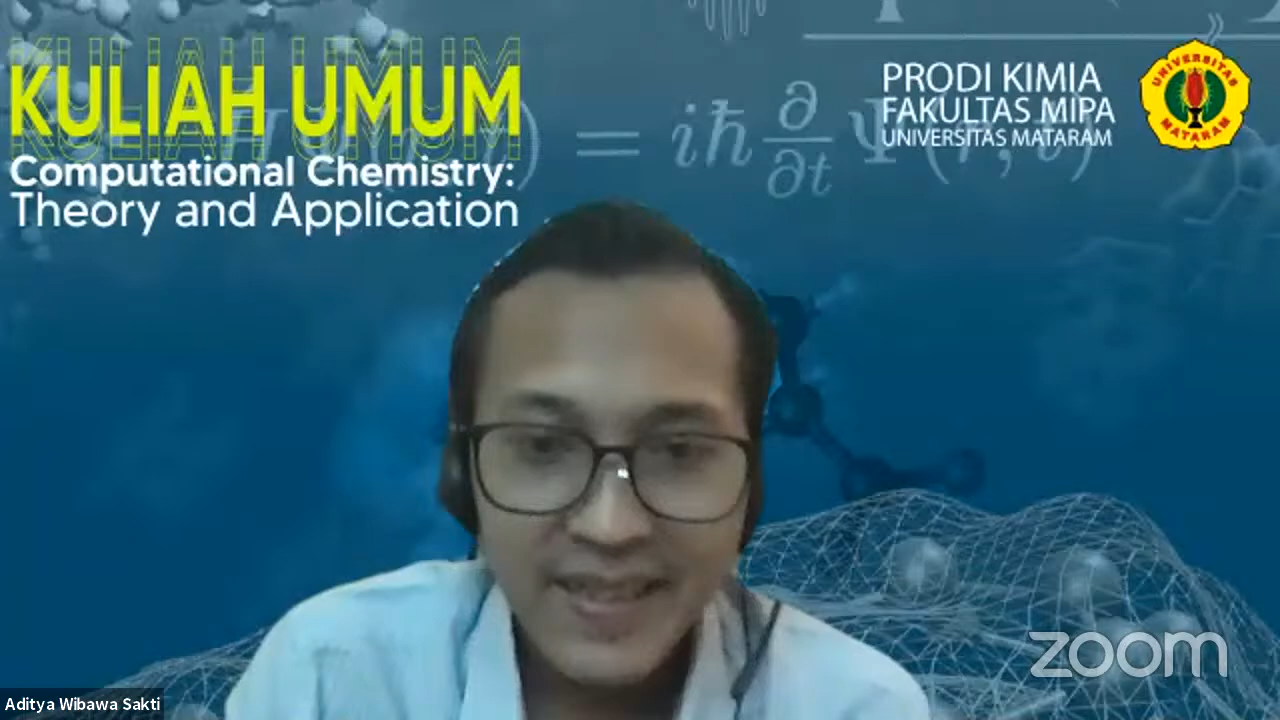 KULIAH UMUM
Computational Chemistry:
Theory and Application
) = iħ ∂/∂t Ψ(r, t)
PRODI KIMIA
FAKULTAS MIPA
UNIVERSITAS MATARAM
UNIVERSITAS
MATARAM
zoom
Aditya Wibawa Sakti